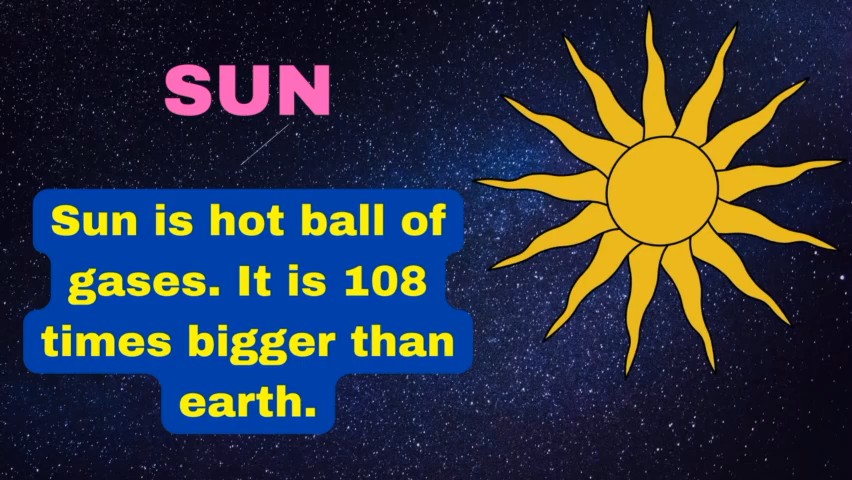 SUN
Sun is hot ball of
gases. It is 108
times bigger than
earth.